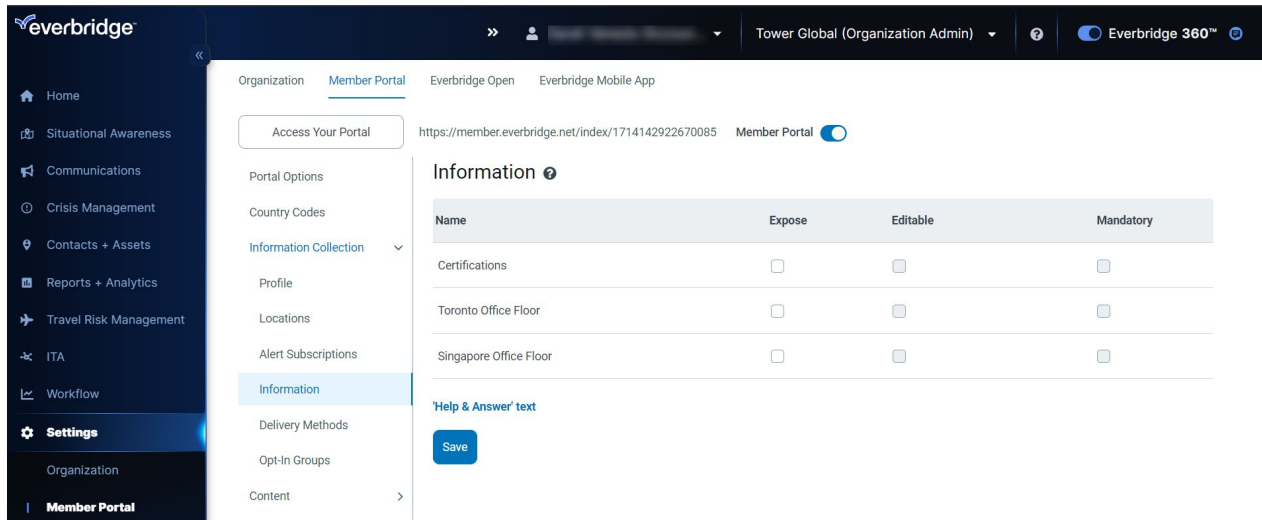 everbridge™
Tower Global (Organization Admin)
Everbridge 360™
Home
Situational Awareness
Communications
Crisis Management
Contacts + Assets
Reports + Analytics
Travel Risk Management
ITA
Workflow
Settings
Organization
Member Portal
Organization Member Portal Everbridge Open Everbridge Mobile App
Access Your Portal https://member.everbridge.net/index/1714142922670085 Member Portal
Portal Options
Country Codes
Information Collection
Profile
Locations
Alert Subscriptions
Information
Delivery Methods
Opt-In Groups
Content
Information
Name Expose Editable Mandatory
Certifications
Toronto Office Floor
Singapore Office Floor
'Help & Answer' text
Save